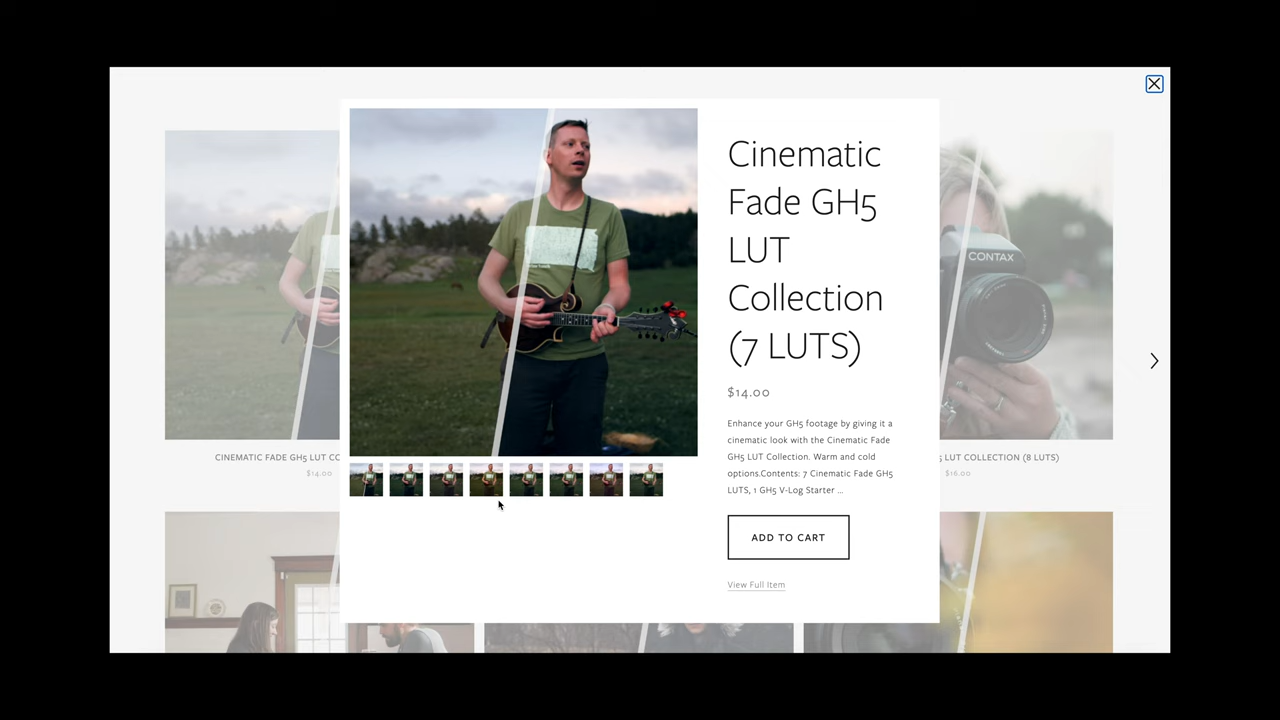 Cinematic
Fade GH5
LUT
Collection
(7 LUTS)
$14.00
Enhance your GH5 footage by giving it a
cinematic look with the Cinematic Fade
GH5 LUT Collection. Warm and cold
options.Contents: 7 Cinematic Fade GH5
LUTS, 1 GH5 V-Log Starter ...
ADD TO CART
View Full Item
CINEMATIC FADE GH5 LUT CO
$14.00
CONTAX
LUT COLLECTION (8 LUTS)
$16.00